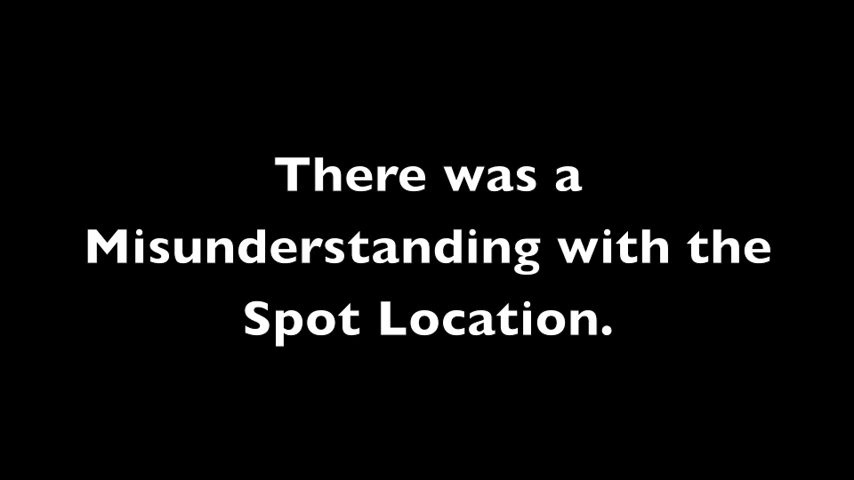 There was a
Misunderstanding with the
Spot Location.